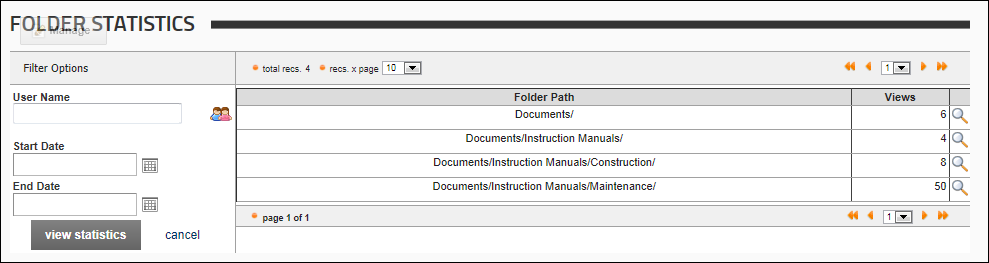 FOLDER STATISTICS
Manage
Filter Options
total recs. 4 recs. x page 10 1
User Name
Start Date
End Date
view statistics cancel
Folder Path Views
Documents/ 6
Documents/Instruction Manuals/ 4
Documents/Instruction Manuals/Construction/ 8
Documents/Instruction Manuals/Maintenance/ 50
page 1 of 1 1